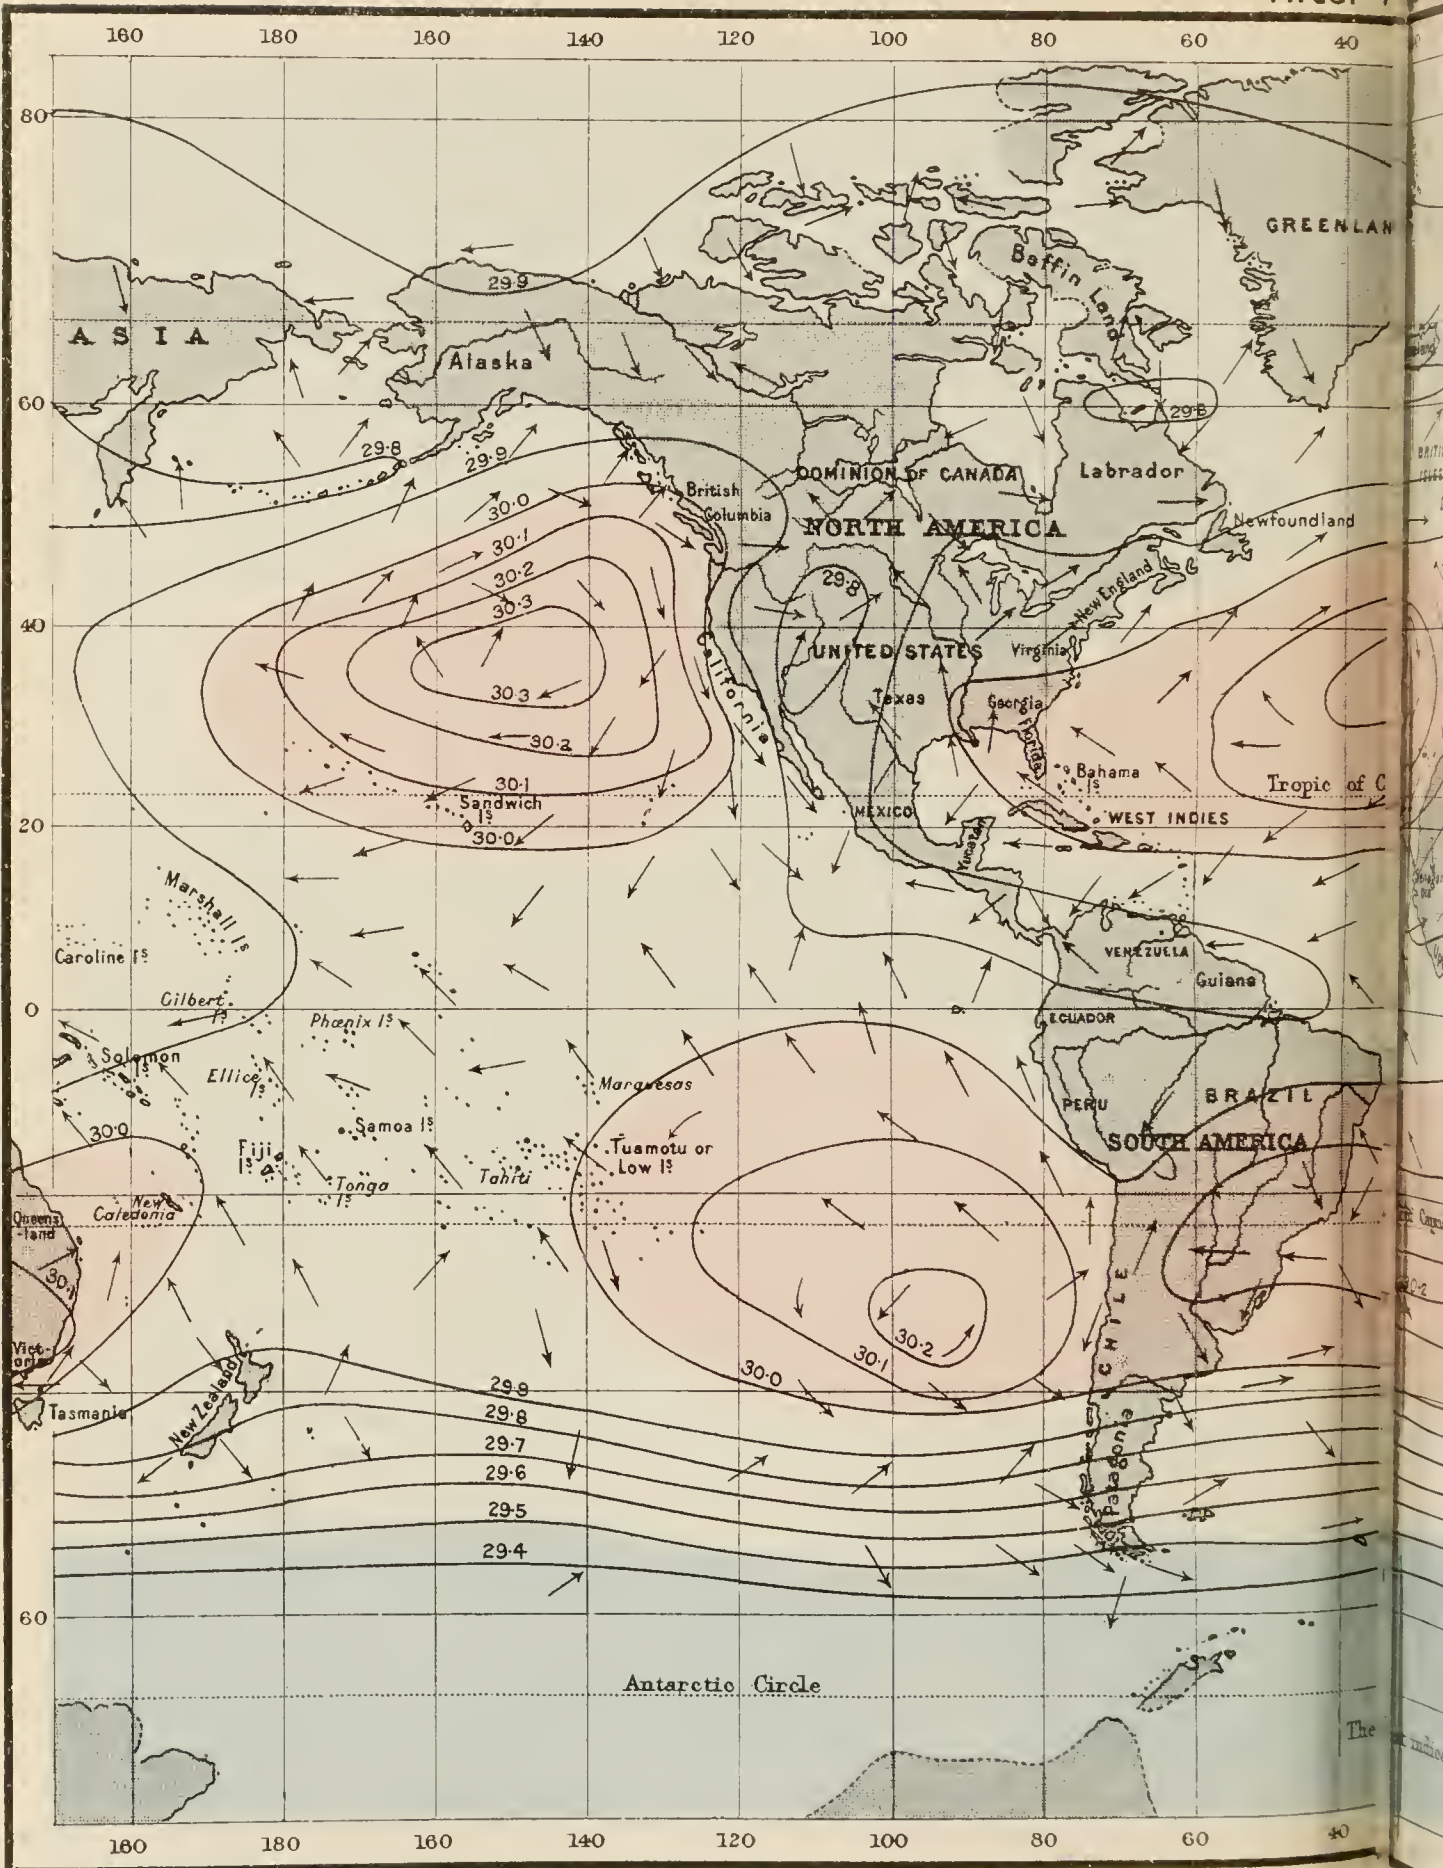 160 180 160 140 120 100 80 60 40
80
GREENLAN
Baffin Land
29.9
ASIA
Alaska
60
29.8
29.8
29.9
DOMINION OF CANADA
Labrador
British
Columbia
30.0
NORTH AMERICA
Newfoundland
30.1
30.2
29.8
New England
30.3
40
California
UNITED STATES
Virginia
30.3
Texas
Georgia
Florida
30.2
Bahama
Is
30.1
Tropic of C
Sandwich
Is
MEXICO
WEST INDIES
20
30.0
Yucatan
Marshall Is
Caroline Is
VENEZUELLA
Guiana
Gilbert
Is
0
Phœnix Is
ECUADOR
Solomon
Is
Ellice
Is
Marquesas
BRAZIL
PERU
30.0
Samoa Is
SOUTH AMERICA
Fiji
Is
Tuamotu or
Low Is
Tahiti
Tonga
Is
New
Caledonia
Queens
-land
30.1
CHILE
30.2
Vict-
oria
30.2
30.1
30.0
New Zealand
29.9
Tasmania
29.8
Patagonia
29.7
29.6
29.5
29.4
60
Antarctic Circle
The
160 180 160 140 120 100 80 60 40